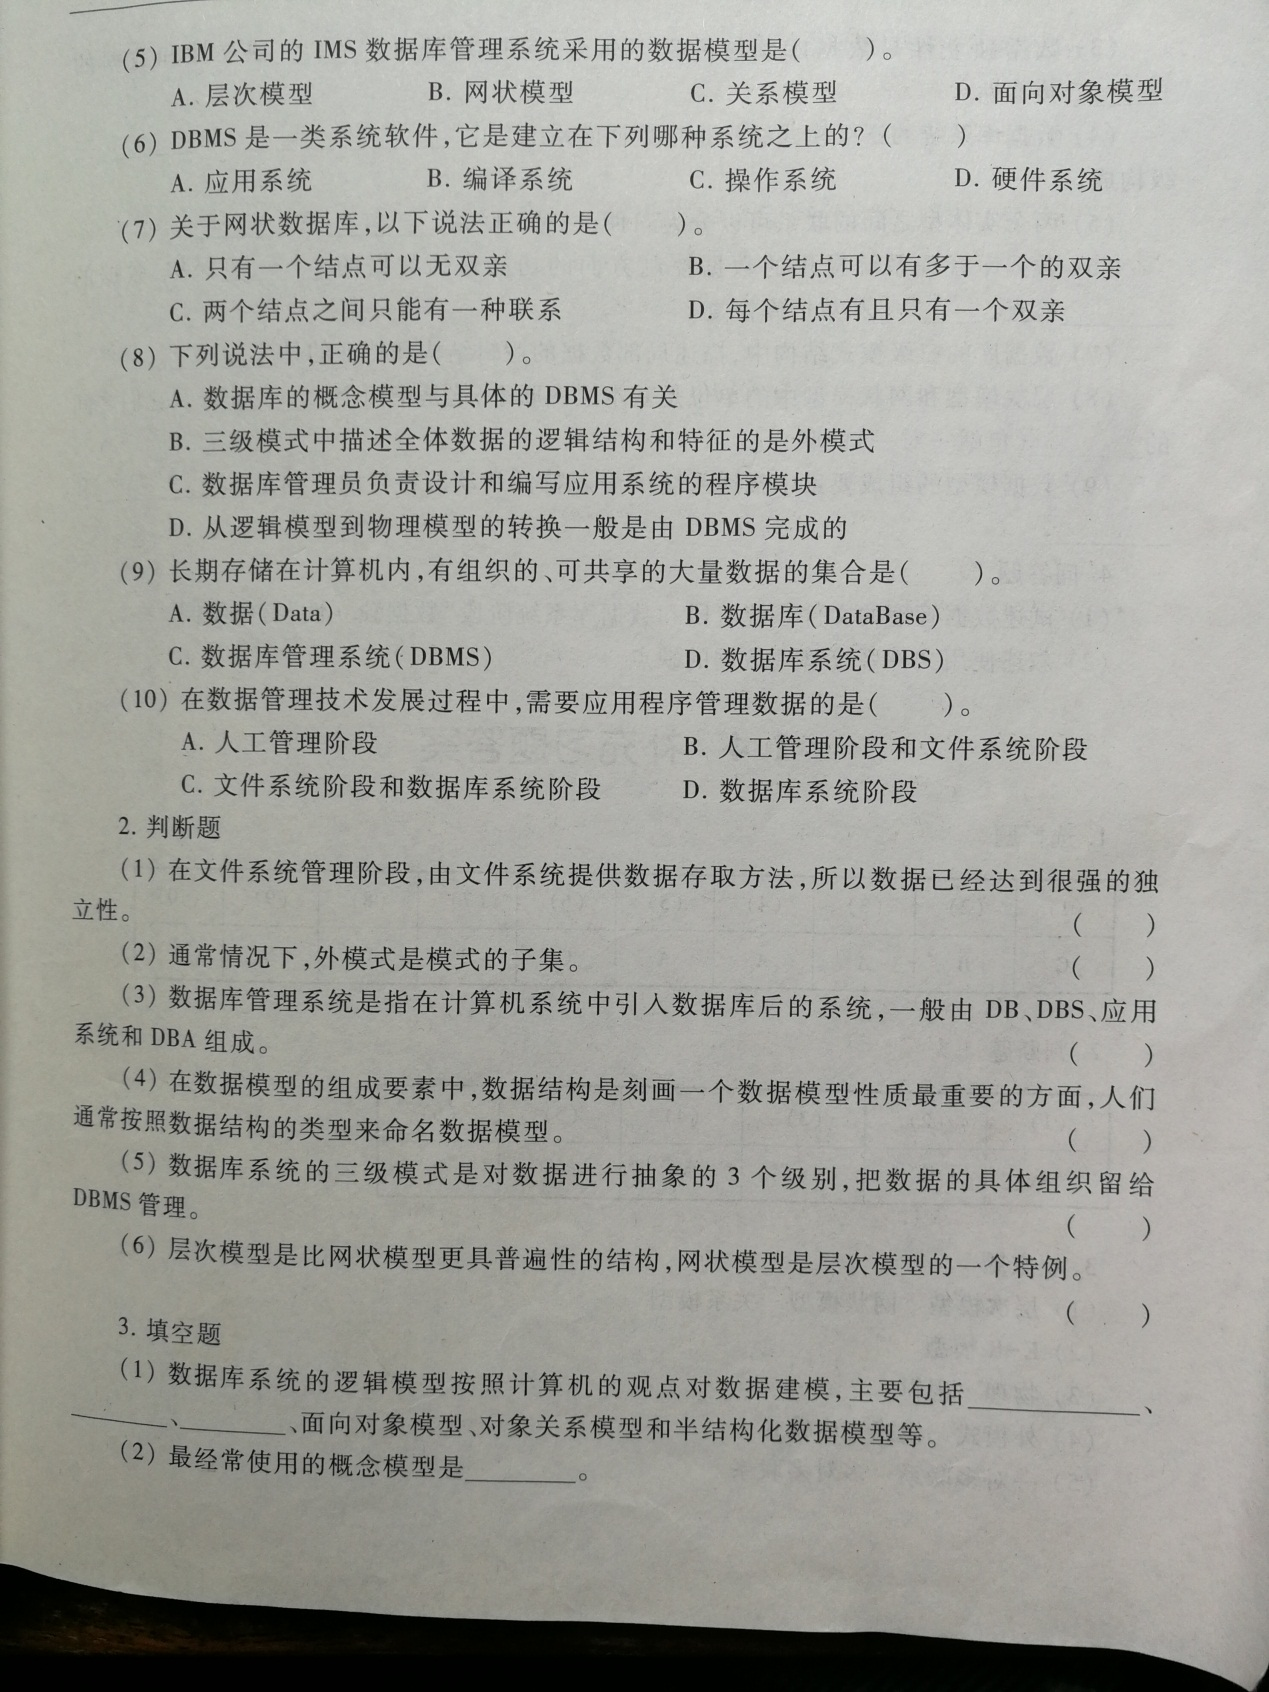 (5) IBM 公司的 IMS 数据库管理系统采用的数据模型是(　　)。
A. 层次模型　B. 网状模型　C. 关系模型　D. 面向对象模型
(6) DBMS 是一类系统软件,它是建立在下列哪种系统之上的? (　　)
A. 应用系统　B. 编译系统　C. 操作系统　D. 硬件系统
(7) 关于网状数据库,以下说法正确的是(　　)。
A. 只有一个结点可以无双亲　B. 一个结点可以有多于一个的双亲
C. 两个结点之间只能有一种联系　D. 每个结点有且只有一个双亲
(8) 下列说法中,正确的是(　　)。
A. 数据库的概念模型与具体的 DBMS 有关
B. 三级模式中描述全体数据的逻辑结构和特征的是外模式
C. 数据库管理员负责设计和编写应用系统的程序模块
D. 从逻辑模型到物理模型的转换一般是由 DBMS 完成的
(9) 长期存储在计算机内,有组织的、可共享的大量数据的集合是(　　)。
A. 数据(Data)　B. 数据库(DataBase)
C. 数据库管理系统(DBMS)　D. 数据库系统(DBS)
(10) 在数据管理技术发展过程中,需要应用程序管理数据的是(　　)。
A. 人工管理阶段　B. 人工管理阶段和文件系统阶段
C. 文件系统阶段和数据库系统阶段　D. 数据库系统阶段
2. 判断题
(1) 在文件系统管理阶段,由文件系统提供数据存取方法,所以数据已经达到很强的独
立性。　(　　)
(2) 通常情况下,外模式是模式的子集。　(　　)
(3) 数据库管理系统是指在计算机系统中引入数据库后的系统,一般由 DB、DBS、应用
系统和 DBA 组成。　(　　)
(4) 在数据模型的组成要素中,数据结构是刻画一个数据模型性质最重要的方面,人们
通常按照数据结构的类型来命名数据模型。　(　　)
(5) 数据库系统的三级模式是对数据进行抽象的 3 个级别,把数据的具体组织留给
DBMS 管理。　(　　)
(6) 层次模型是比网状模型更具普遍性的结构,网状模型是层次模型的一个特例。
(　　)
3. 填空题
(1) 数据库系统的逻辑模型按照计算机的观点对数据建模,主要包括________、
________、________、面向对象模型、对象关系模型和半结构化数据模型等。
(2) 最经常使用的概念模型是________。